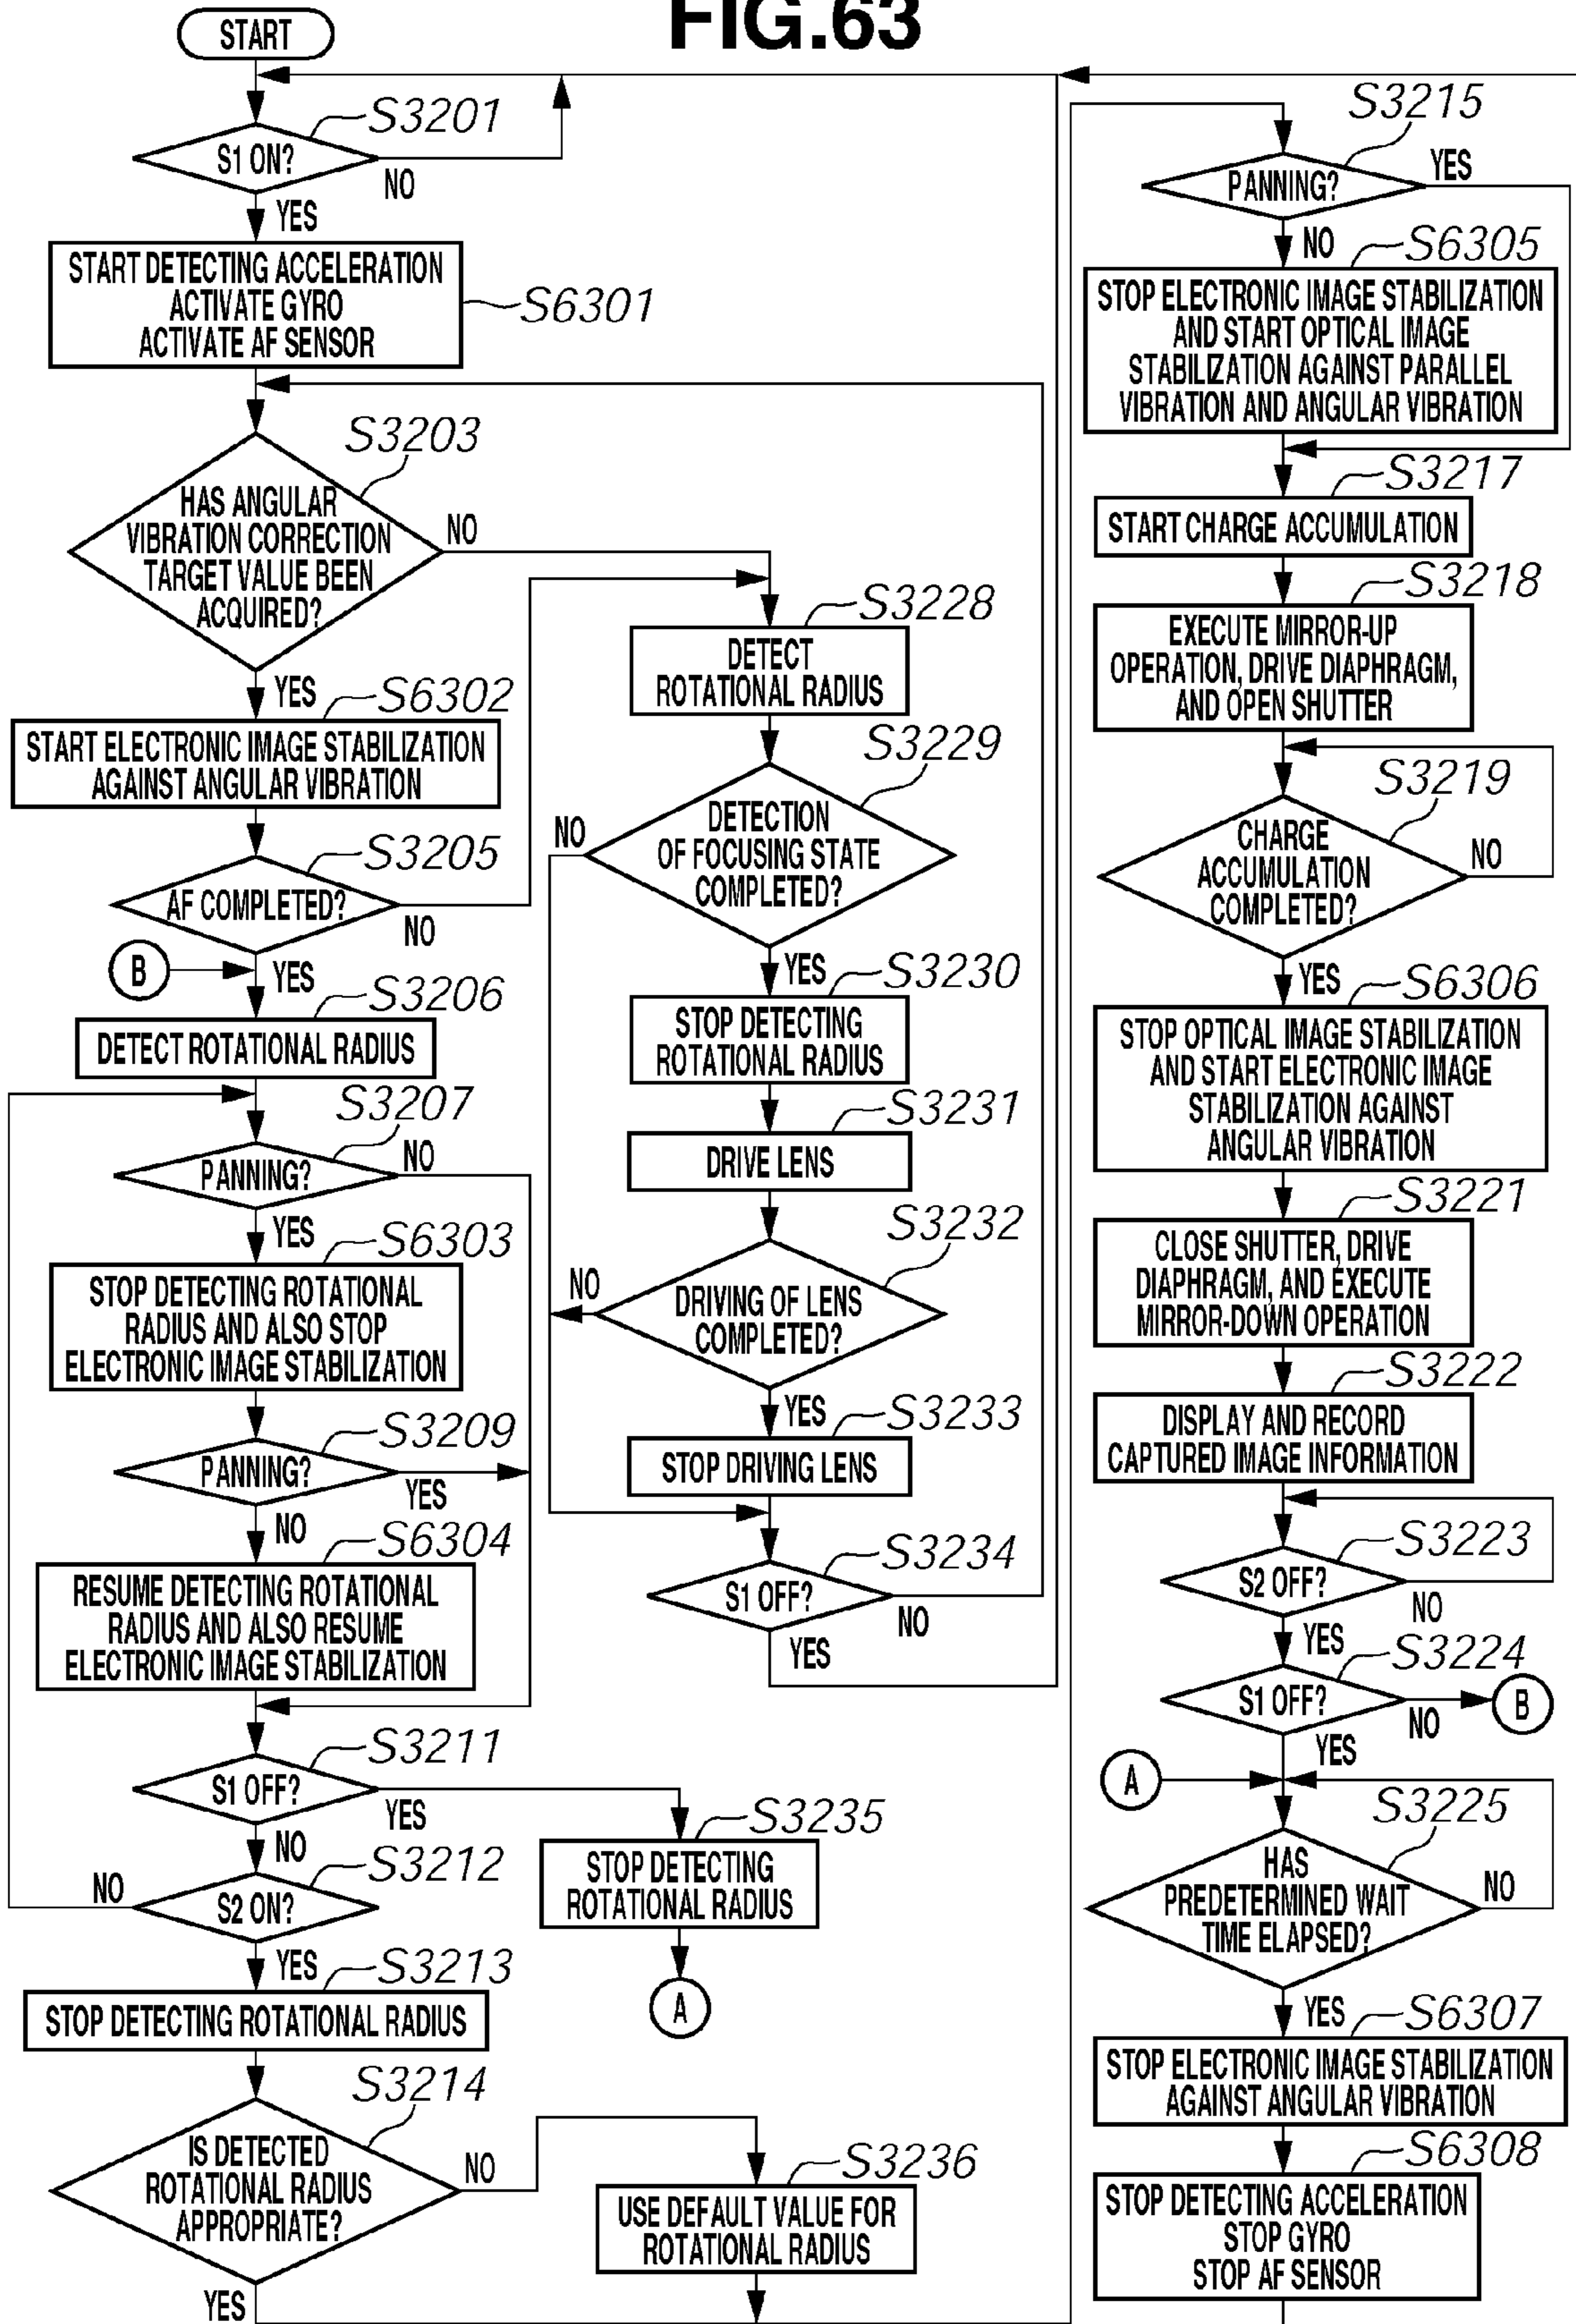 FIG.63
START
S3201
S1 ON?
NO
YES
START DETECTING ACCELERATION
ACTIVATE GYRO
ACTIVATE AF SENSOR
S6301
S3203
HAS ANGULAR
VIBRATION CORRECTION
TARGET VALUE BEEN
ACQUIRED?
NO
YES
S6302
START ELECTRONIC IMAGE STABILIZATION
AGAINST ANGULAR VIBRATION
S3205
AF COMPLETED?
NO
B
YES
S3206
DETECT ROTATIONAL RADIUS
S3207
PANNING?
NO
YES
S6303
STOP DETECTING ROTATIONAL
RADIUS AND ALSO STOP
ELECTRONIC IMAGE STABILIZATION
S3209
PANNING?
YES
NO
S6304
RESUME DETECTING ROTATIONAL
RADIUS AND ALSO RESUME
ELECTRONIC IMAGE STABILIZATION
S3211
S1 OFF?
YES
NO
S3212
NO
S2 ON?
YES
S3213
STOP DETECTING ROTATIONAL RADIUS
S3214
IS DETECTED
ROTATIONAL RADIUS
APPROPRIATE?
NO
YES
S3228
DETECT
ROTATIONAL RADIUS
S3229
NO
DETECTION
OF FOCUSING STATE
COMPLETED?
YES
S3230
STOP DETECTING
ROTATIONAL RADIUS
S3231
DRIVE LENS
S3232
NO
DRIVING OF LENS
COMPLETED?
YES
S3233
STOP DRIVING LENS
S3234
S1 OFF?
NO
YES
S3235
STOP DETECTING
ROTATIONAL RADIUS
A
S3236
USE DEFAULT VALUE FOR
ROTATIONAL RADIUS
S3215
PANNING?
YES
NO
S6305
STOP ELECTRONIC IMAGE STABILIZATION
AND START OPTICAL IMAGE
STABILIZATION AGAINST PARALLEL
VIBRATION AND ANGULAR VIBRATION
S3217
START CHARGE ACCUMULATION
S3218
EXECUTE MIRROR-UP
OPERATION, DRIVE DIAPHRAGM,
AND OPEN SHUTTER
S3219
CHARGE
ACCUMULATION
COMPLETED?
NO
YES
S6306
STOP OPTICAL IMAGE STABILIZATION
AND START ELECTRONIC IMAGE
STABILIZATION AGAINST
ANGULAR VIBRATION
S3221
CLOSE SHUTTER, DRIVE
DIAPHRAGM, AND EXECUTE
MIRROR-DOWN OPERATION
S3222
DISPLAY AND RECORD
CAPTURED IMAGE INFORMATION
S3223
S2 OFF?
NO
YES
S3224
S1 OFF?
NO
B
YES
A
S3225
HAS
PREDETERMINED WAIT
TIME ELAPSED?
NO
YES
S6307
STOP ELECTRONIC IMAGE STABILIZATION
AGAINST ANGULAR VIBRATION
S6308
STOP DETECTING ACCELERATION
STOP GYRO
STOP AF SENSOR